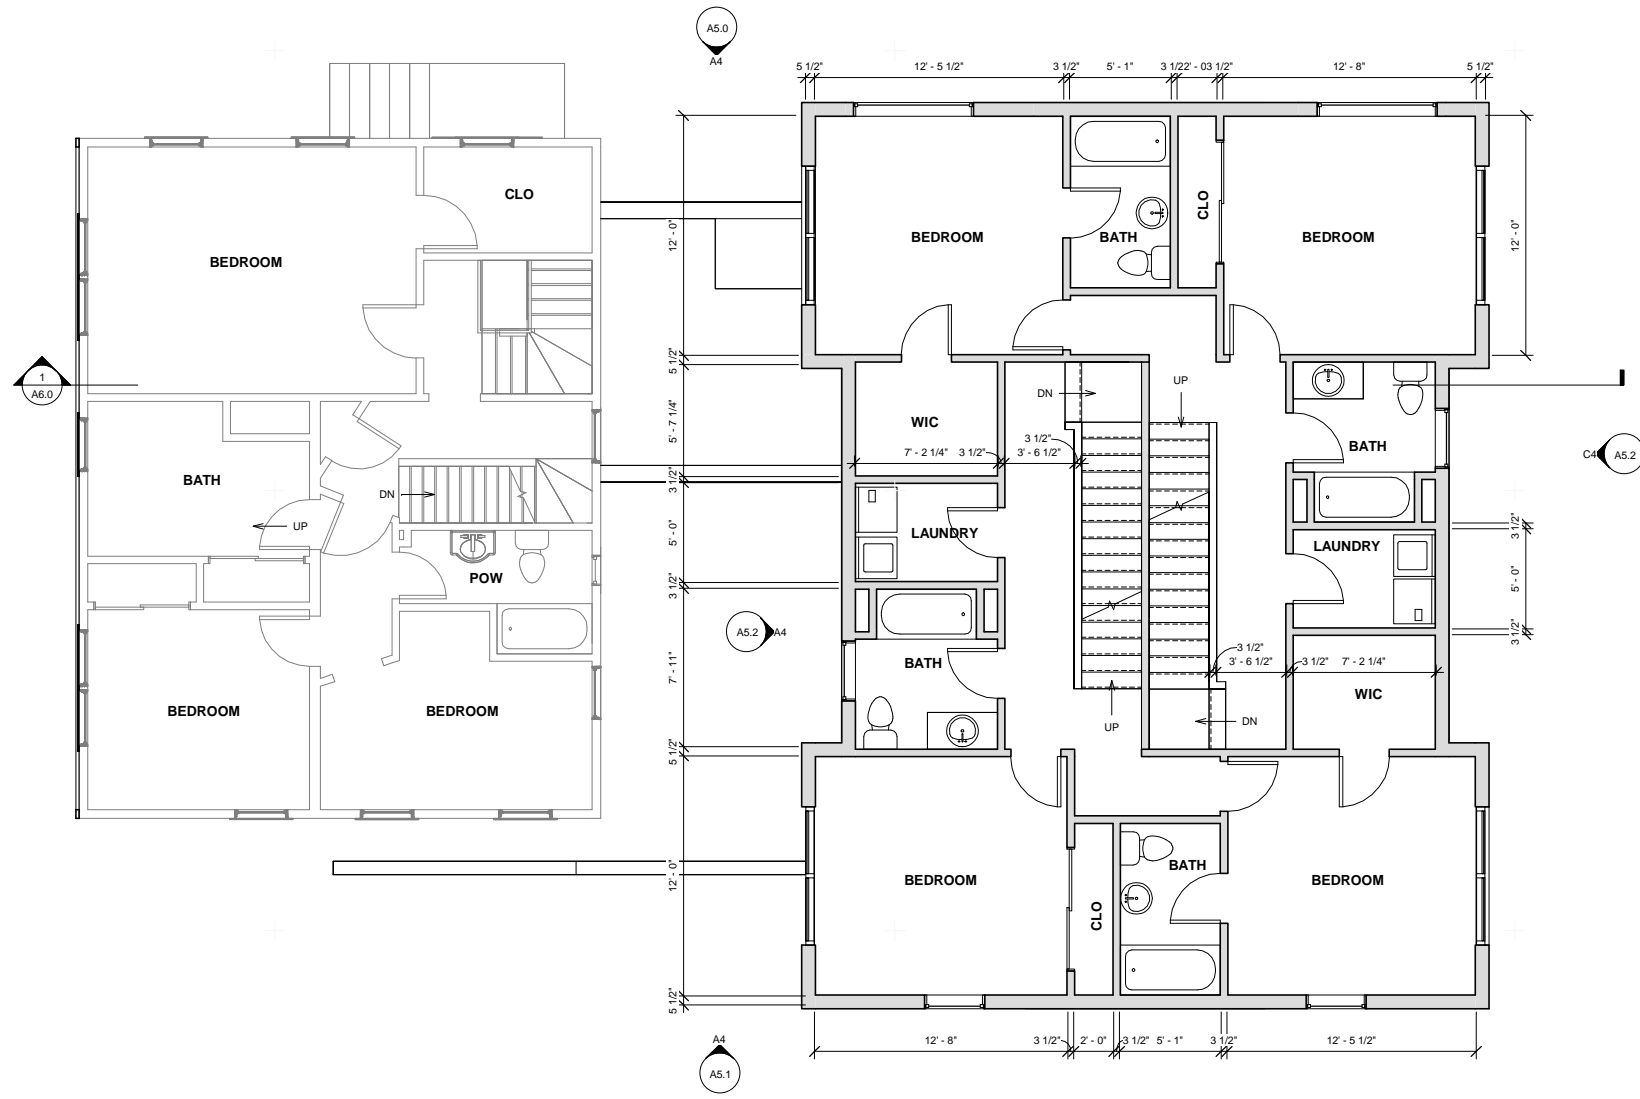 A5.0
A4
5 1/2"
12' - 5 1/2"
3 1/2"
5' - 1"
3 1/2"
2' - 0
3 1/2"
12' - 8"
5 1/2"
CLO
BEDROOM
BEDROOM
BATH
CLO
BEDROOM
12' - 0"
12' - 0"
5 1/2"
1
A6.0
DN
UP
WIC
BATH
5' - 7 1/4"
3 1/2"
7' - 2 1/4"
3 1/2"
3' - 6 1/2"
C4
A5.2
BATH
DN
3 1/2"
UP
LAUNDRY
5' - 0"
LAUNDRY
3 1/2"
5' - 0"
3 1/2"
POW
3 1/2"
A5.2
A4
BATH
7' - 11"
3 1/2"
3' - 6 1/2"
3 1/2"
7' - 2 1/4"
WIC
BEDROOM
BEDROOM
UP
DN
5 1/2"
12' - 0"
BEDROOM
CLO
BATH
BEDROOM
5 1/2"
12' - 8"
3 1/2"
2' - 0"
3 1/2"
5' - 1"
3 1/2"
12' - 5 1/2"
A4
A5.1